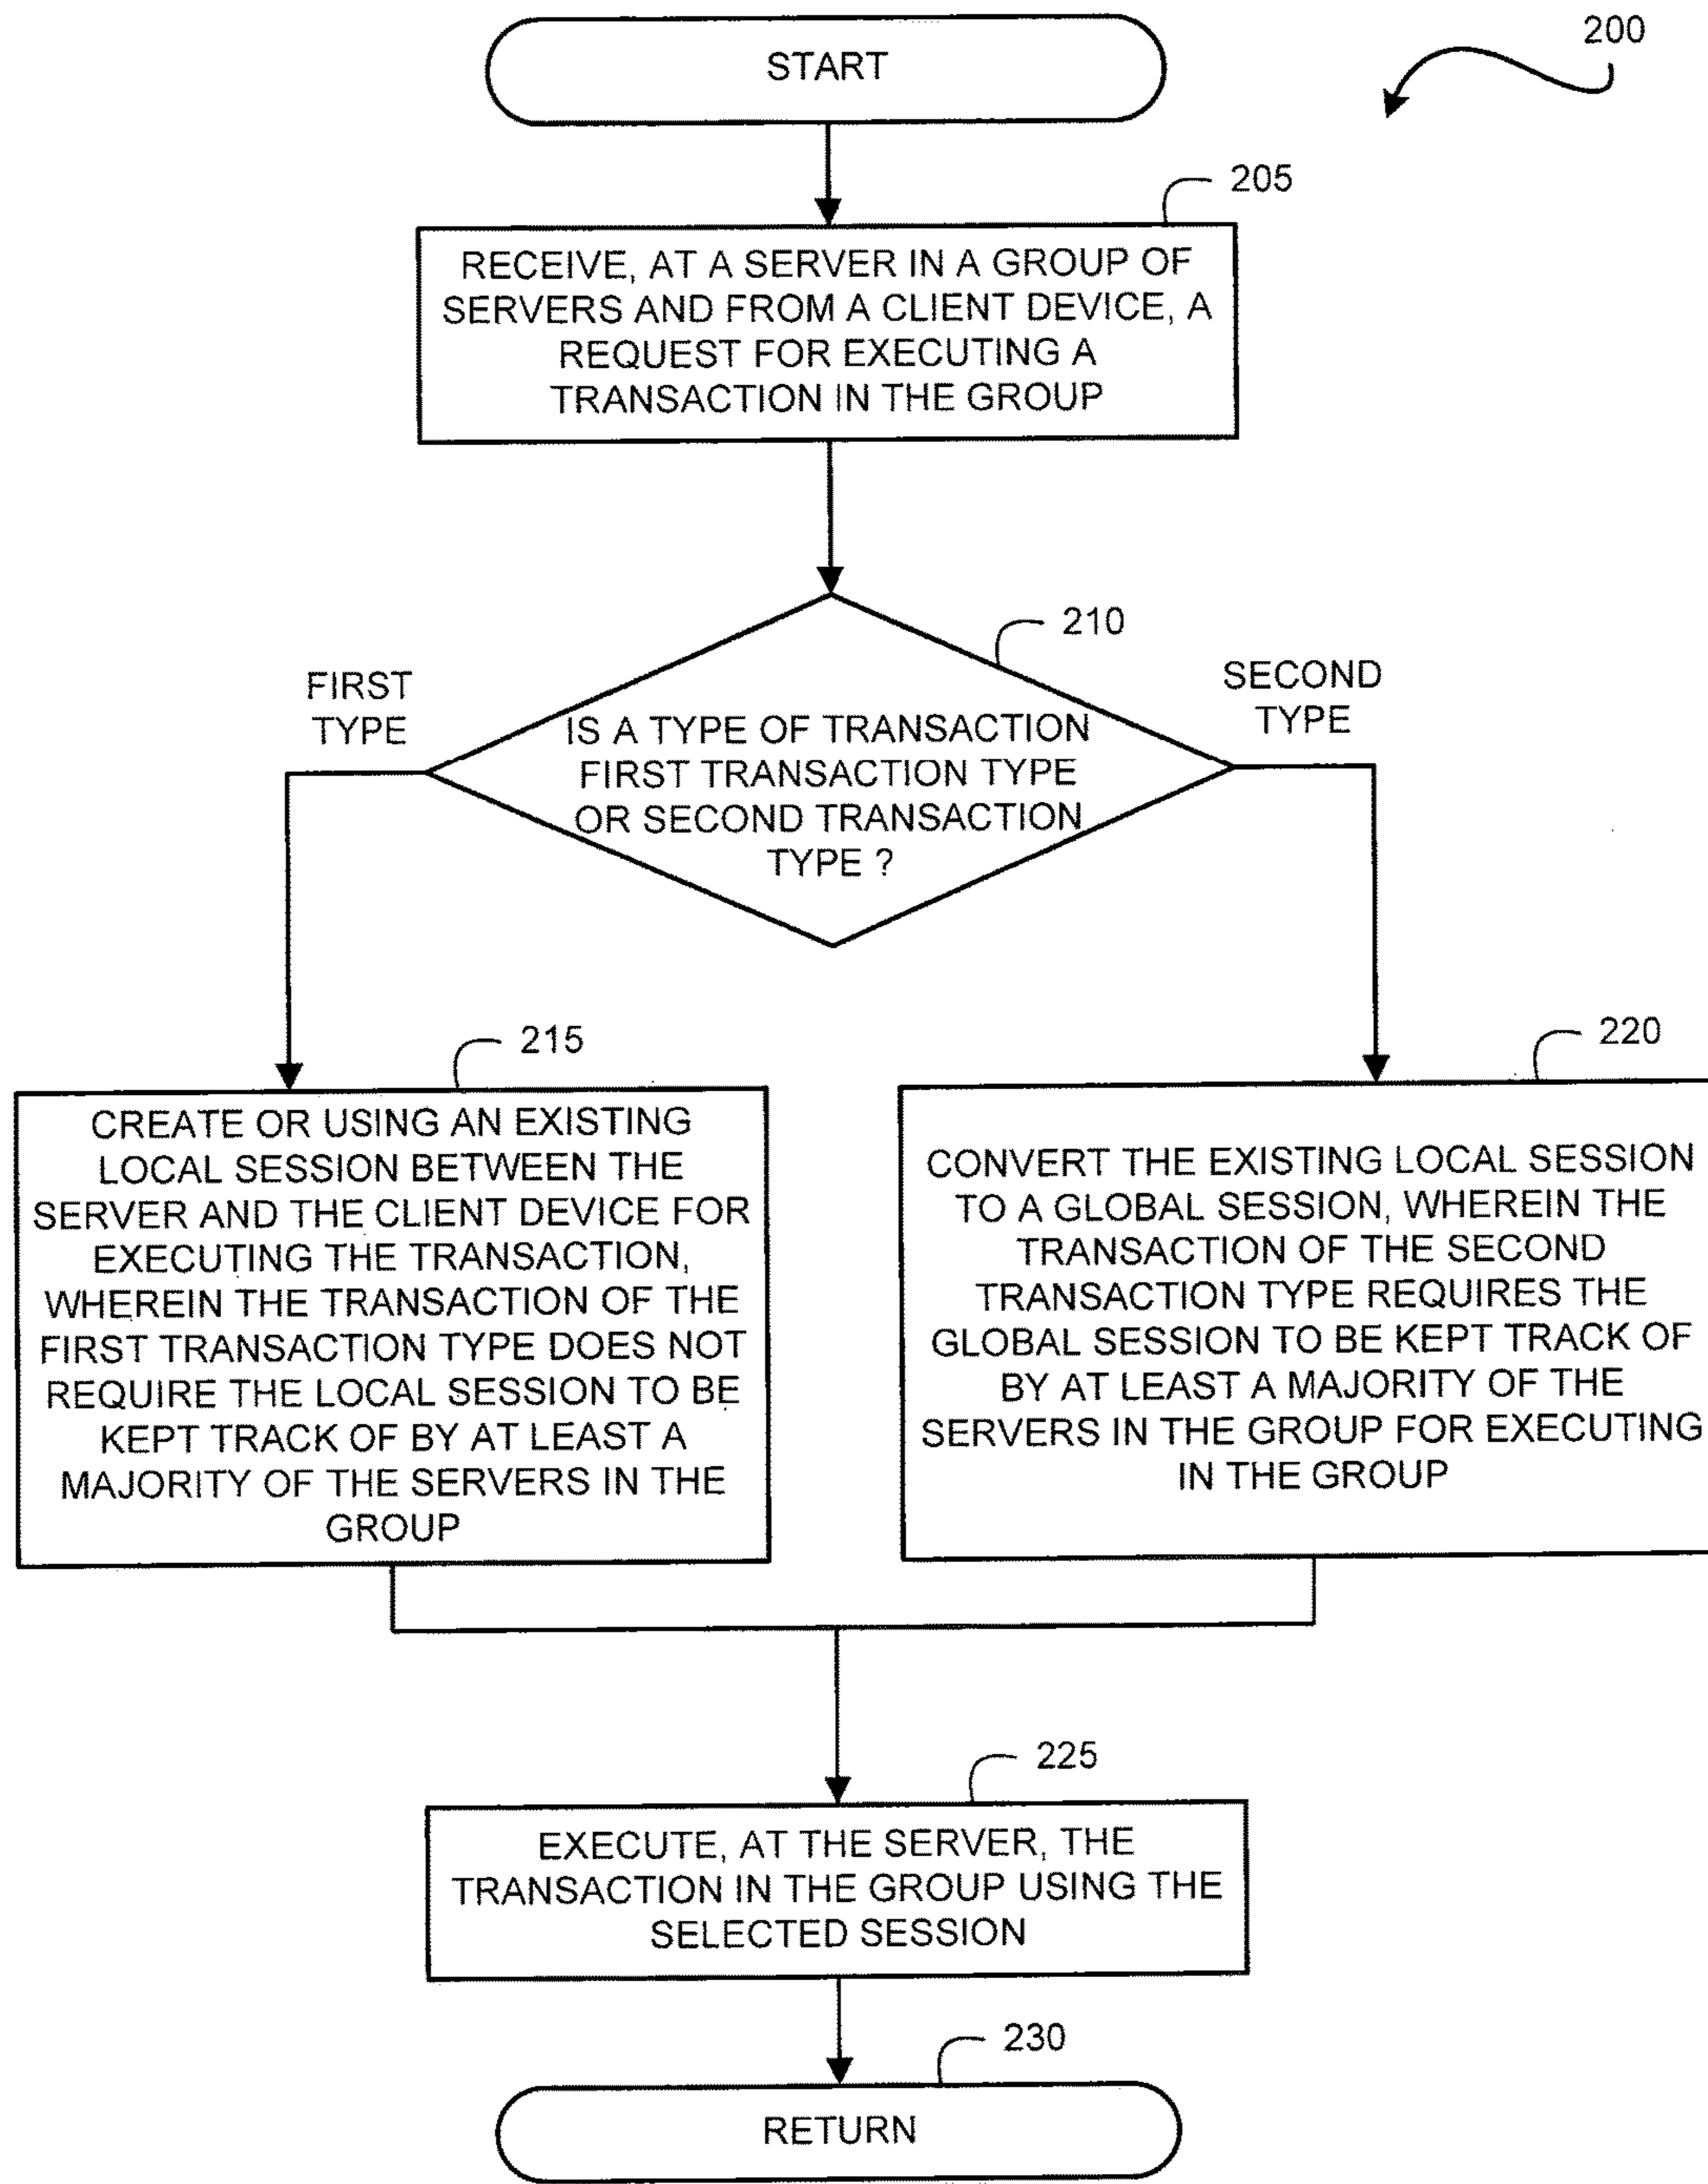 START
200
205
RECEIVE, AT A SERVER IN A GROUP OF
SERVERS AND FROM A CLIENT DEVICE, A
REQUEST FOR EXECUTING A
TRANSACTION IN THE GROUP
210
FIRST
TYPE
SECOND
TYPE
IS A TYPE OF TRANSACTION
FIRST TRANSACTION TYPE
OR SECOND TRANSACTION
TYPE ?
215
CREATE OR USING AN EXISTING
LOCAL SESSION BETWEEN THE
SERVER AND THE CLIENT DEVICE FOR
EXECUTING THE TRANSACTION,
WHEREIN THE TRANSACTION OF THE
FIRST TRANSACTION TYPE DOES NOT
REQUIRE THE LOCAL SESSION TO BE
KEPT TRACK OF BY AT LEAST A
MAJORITY OF THE SERVERS IN THE
GROUP
220
CONVERT THE EXISTING LOCAL SESSION
TO A GLOBAL SESSION, WHEREIN THE
TRANSACTION OF THE SECOND
TRANSACTION TYPE REQUIRES THE
GLOBAL SESSION TO BE KEPT TRACK OF
BY AT LEAST A MAJORITY OF THE
SERVERS IN THE GROUP FOR EXECUTING
IN THE GROUP
225
EXECUTE, AT THE SERVER, THE
TRANSACTION IN THE GROUP USING THE
SELECTED SESSION
230
RETURN